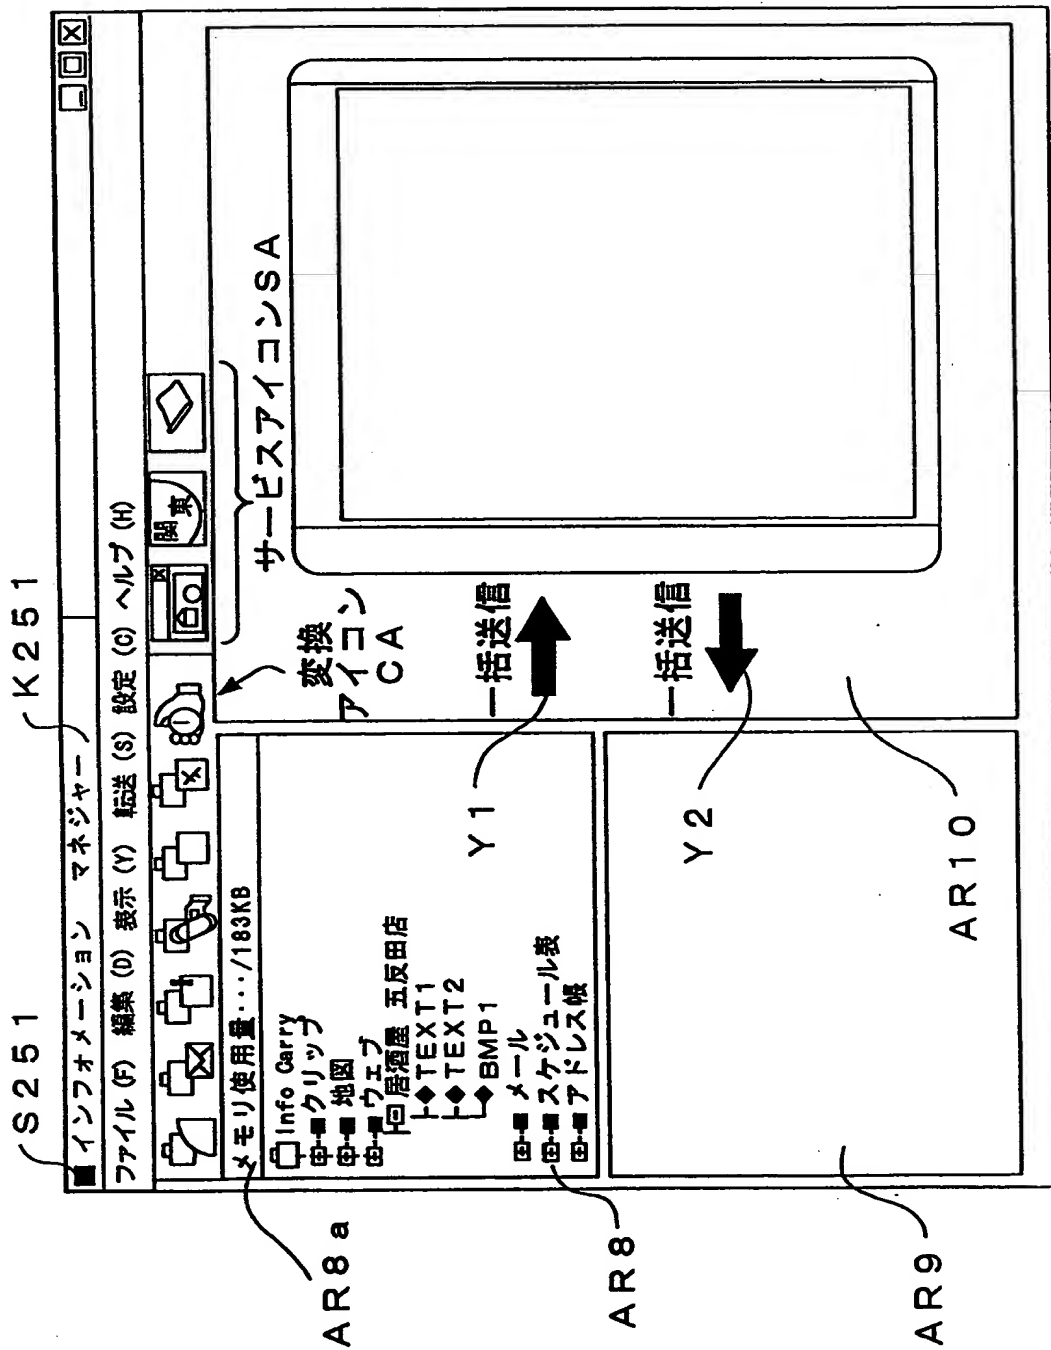 S251
K251
インフォメーション マネジャー
ファイル (F) 編集 (D) 表示 (Y) 転送 (S) 設定 (O) ヘルプ (H)
関東
メモリ使用量・・・/183KB
変換
アイコン
CA
サービスアイコンSA
Info Carry
クリップ
地図
ウェブ
居酒屋 五反田店
TEXT1
TEXT2
BMP1
メール
スケジュール表
アドレス帳
一括送信
一括送信
Y1
Y2
AR8a
AR8
AR9
AR10